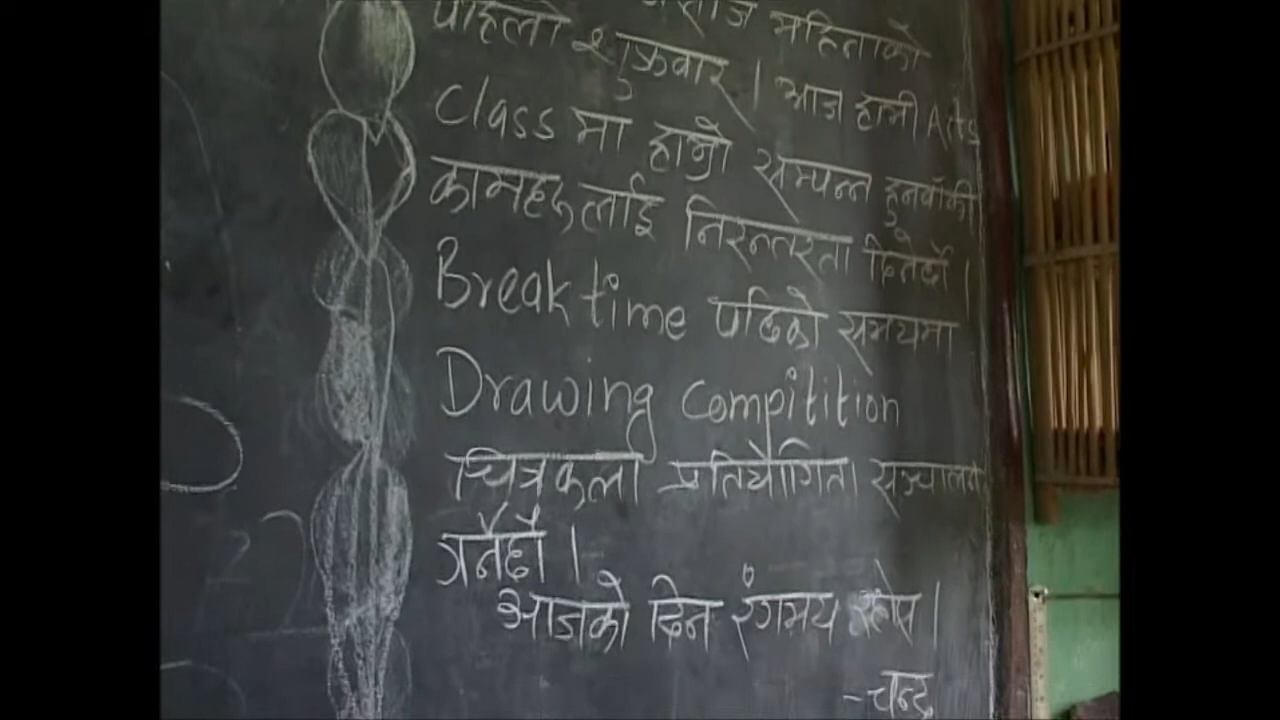 महिनाको
पहिलो शुक्रवार । आज हामी Arts
Class मा हाम्रो सम्पन्न हुनबाँकी
कामहरुलाई निरन्तरता दिनेछौं ।
Break time पछिको समयमा
Drawing Compitition
चित्रकला प्रतियोगिता सञ्चालन
गर्नेछौं ।
आजको दिन रंगमय रहोस ।
- चन्द्र